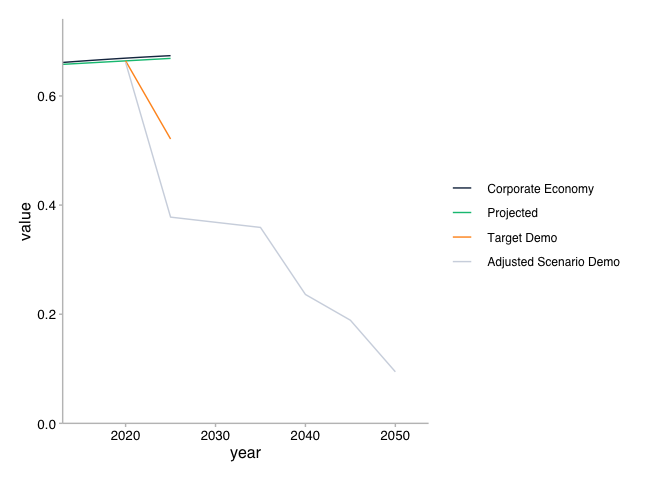 value
0.6
0.4
0.2
0.0
2020 2030 2040 2050
year
Corporate Economy
Projected
Target Demo
Adjusted Scenario Demo